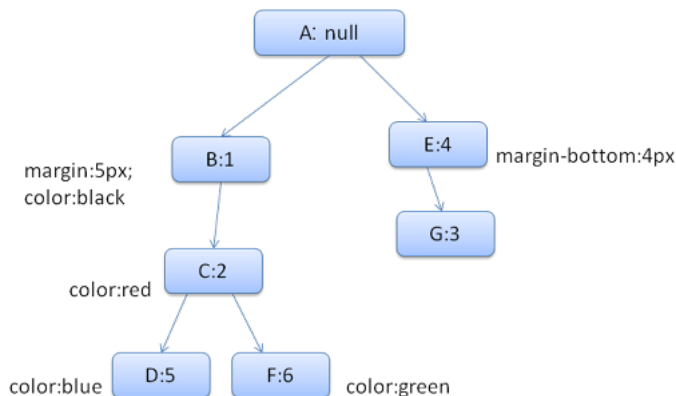 A: null
B:1
E:4
margin-bottom:4px
margin:5px;
color:black
G:3
C:2
color:red
D:5
F:6
color:blue
color:green